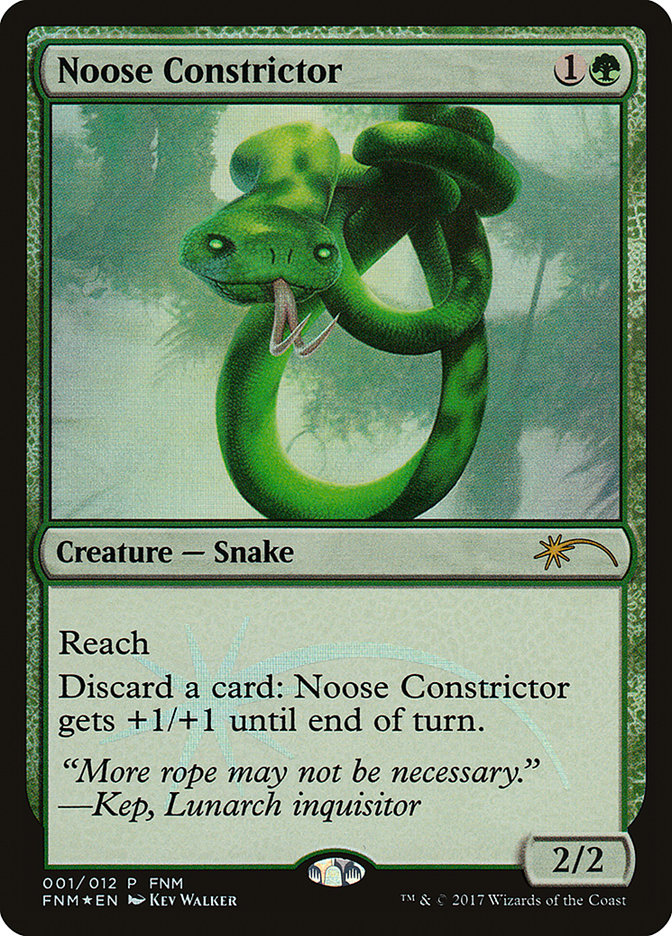 Noose Constrictor 1
Creature — Snake
Reach
Discard a card: Noose Constrictor
gets +1/+1 until end of turn.
“More rope may not be necessary.”
—Kep, Lunarch inquisitor
2/2
001/012 P FNM
FNM★EN Kev Walker
™ & © 2017 Wizards of the Coast